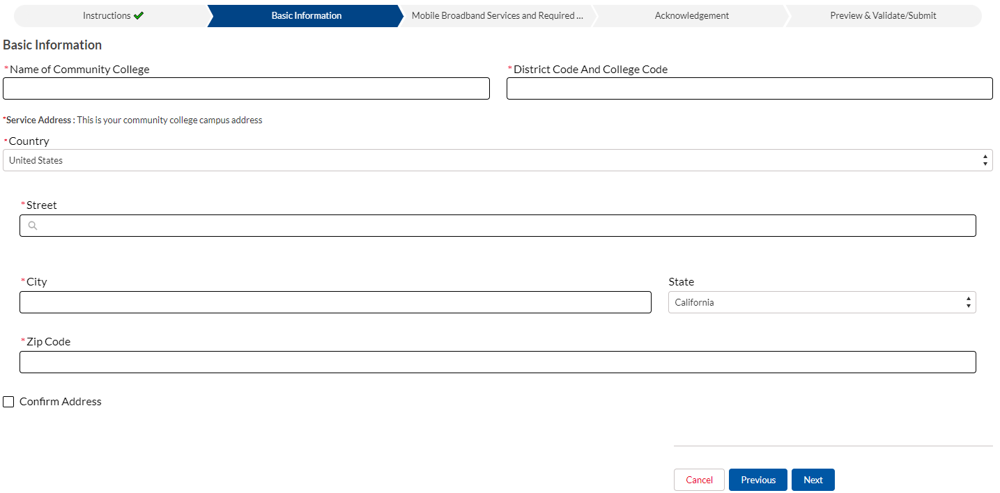 Instructions
Basic Information
Mobile Broadband Services and Required ...
Acknowledgement
Preview & Validate/Submit
Basic Information
*Name of Community College
*District Code And College Code
*Service Address : This is your community college campus address
*Country
United States
*Street
*City
State
California
*Zip Code
Confirm Address
Cancel
Previous
Next